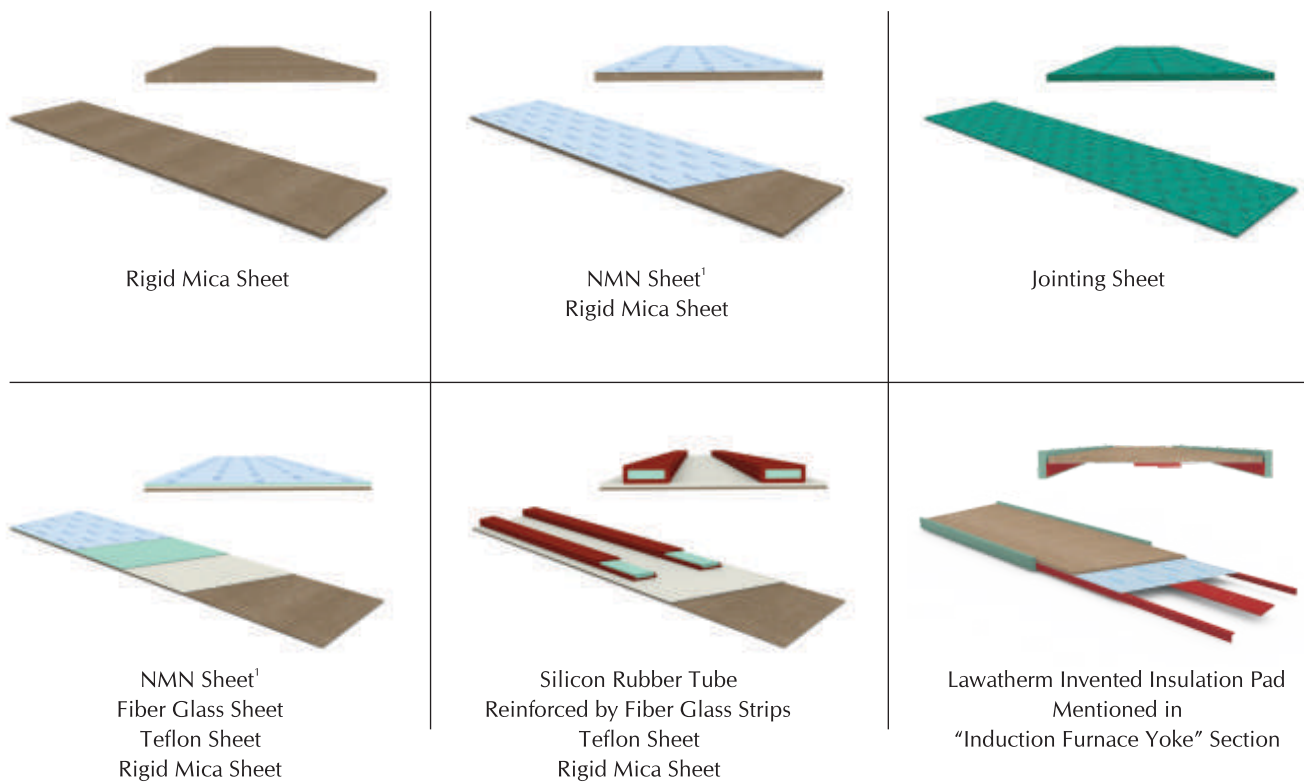 Rigid Mica Sheet
NMN Sheet¹
Rigid Mica Sheet
Jointing Sheet
NMN Sheet¹
Fiber Glass Sheet
Teflon Sheet
Rigid Mica Sheet
Silicon Rubber Tube
Reinforced by Fiber Glass Strips
Teflon Sheet
Rigid Mica Sheet
Lawatherm Invented Insulation Pad
Mentioned in
“Induction Furnace Yoke” Section